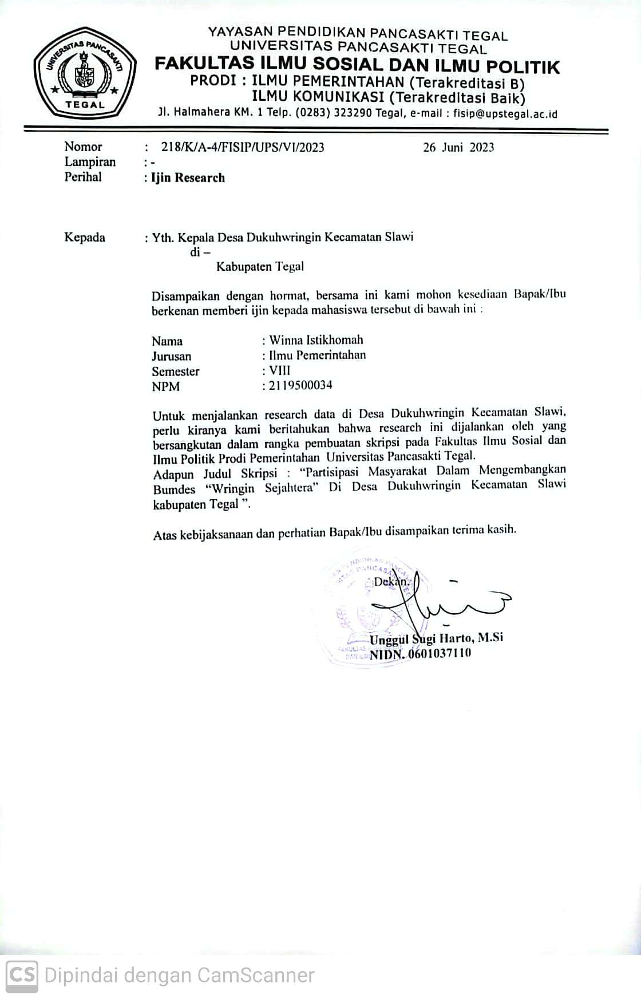 YAYASAN PENDIDIKAN PANCASAKTI TEGAL
UNIVERSITAS PANCASAKTI TEGAL
FAKULTAS ILMU SOSIAL DAN ILMU POLITIK
PRODI : ILMU PEMERINTAHAN (Terakreditasi B)
ILMU KOMUNIKASI (Terakreditasi Baik)
Jl. Halmahera KM. 1 Telp. (0283) 323290 Tegal, e-mail : fisip@upstegal.ac.id
UNIVERSITAS PANCASAKTI
TEGAL
Nomor : 218/K/A-4/FISIP/UPS/VI/2023 26 Juni 2023
Lampiran : -
Perihal : Ijin Research
Kepada : Yth. Kepala Desa Dukuhwringin Kecamatan Slawi
di –
Kabupaten Tegal
Disampaikan dengan hormat, bersama ini kami mohon kesediaan Bapak/Ibu
berkenan memberi ijin kepada mahasiswa tersebut di bawah ini :
Nama : Winna Istikhomah
Jurusan : Ilmu Pemerintahan
Semester : VIII
NPM : 2119500034
Untuk menjalankan research data di Desa Dukuhwringin Kecamatan Slawi,
perlu kiranya kami beritahukan bahwa research ini dijalankan oleh yang
bersangkutan dalam rangka pembuatan skripsi pada Fakultas Ilmu Sosial dan
Ilmu Politik Prodi Pemerintahan Universitas Pancasakti Tegal.
Adapun Judul Skripsi : “Partisipasi Masyarakat Dalam Mengembangkan
Bumdes “Wringin Sejahtera” Di Desa Dukuhwringin Kecamatan Slawi
kabupaten Tegal ”.
Atas kebijaksanaan dan perhatian Bapak/Ibu disampaikan terima kasih.
Dekan.
Unggul Sugi Harto, M.Si
NIDN. 0601037110
CS Dipindai dengan CamScanner